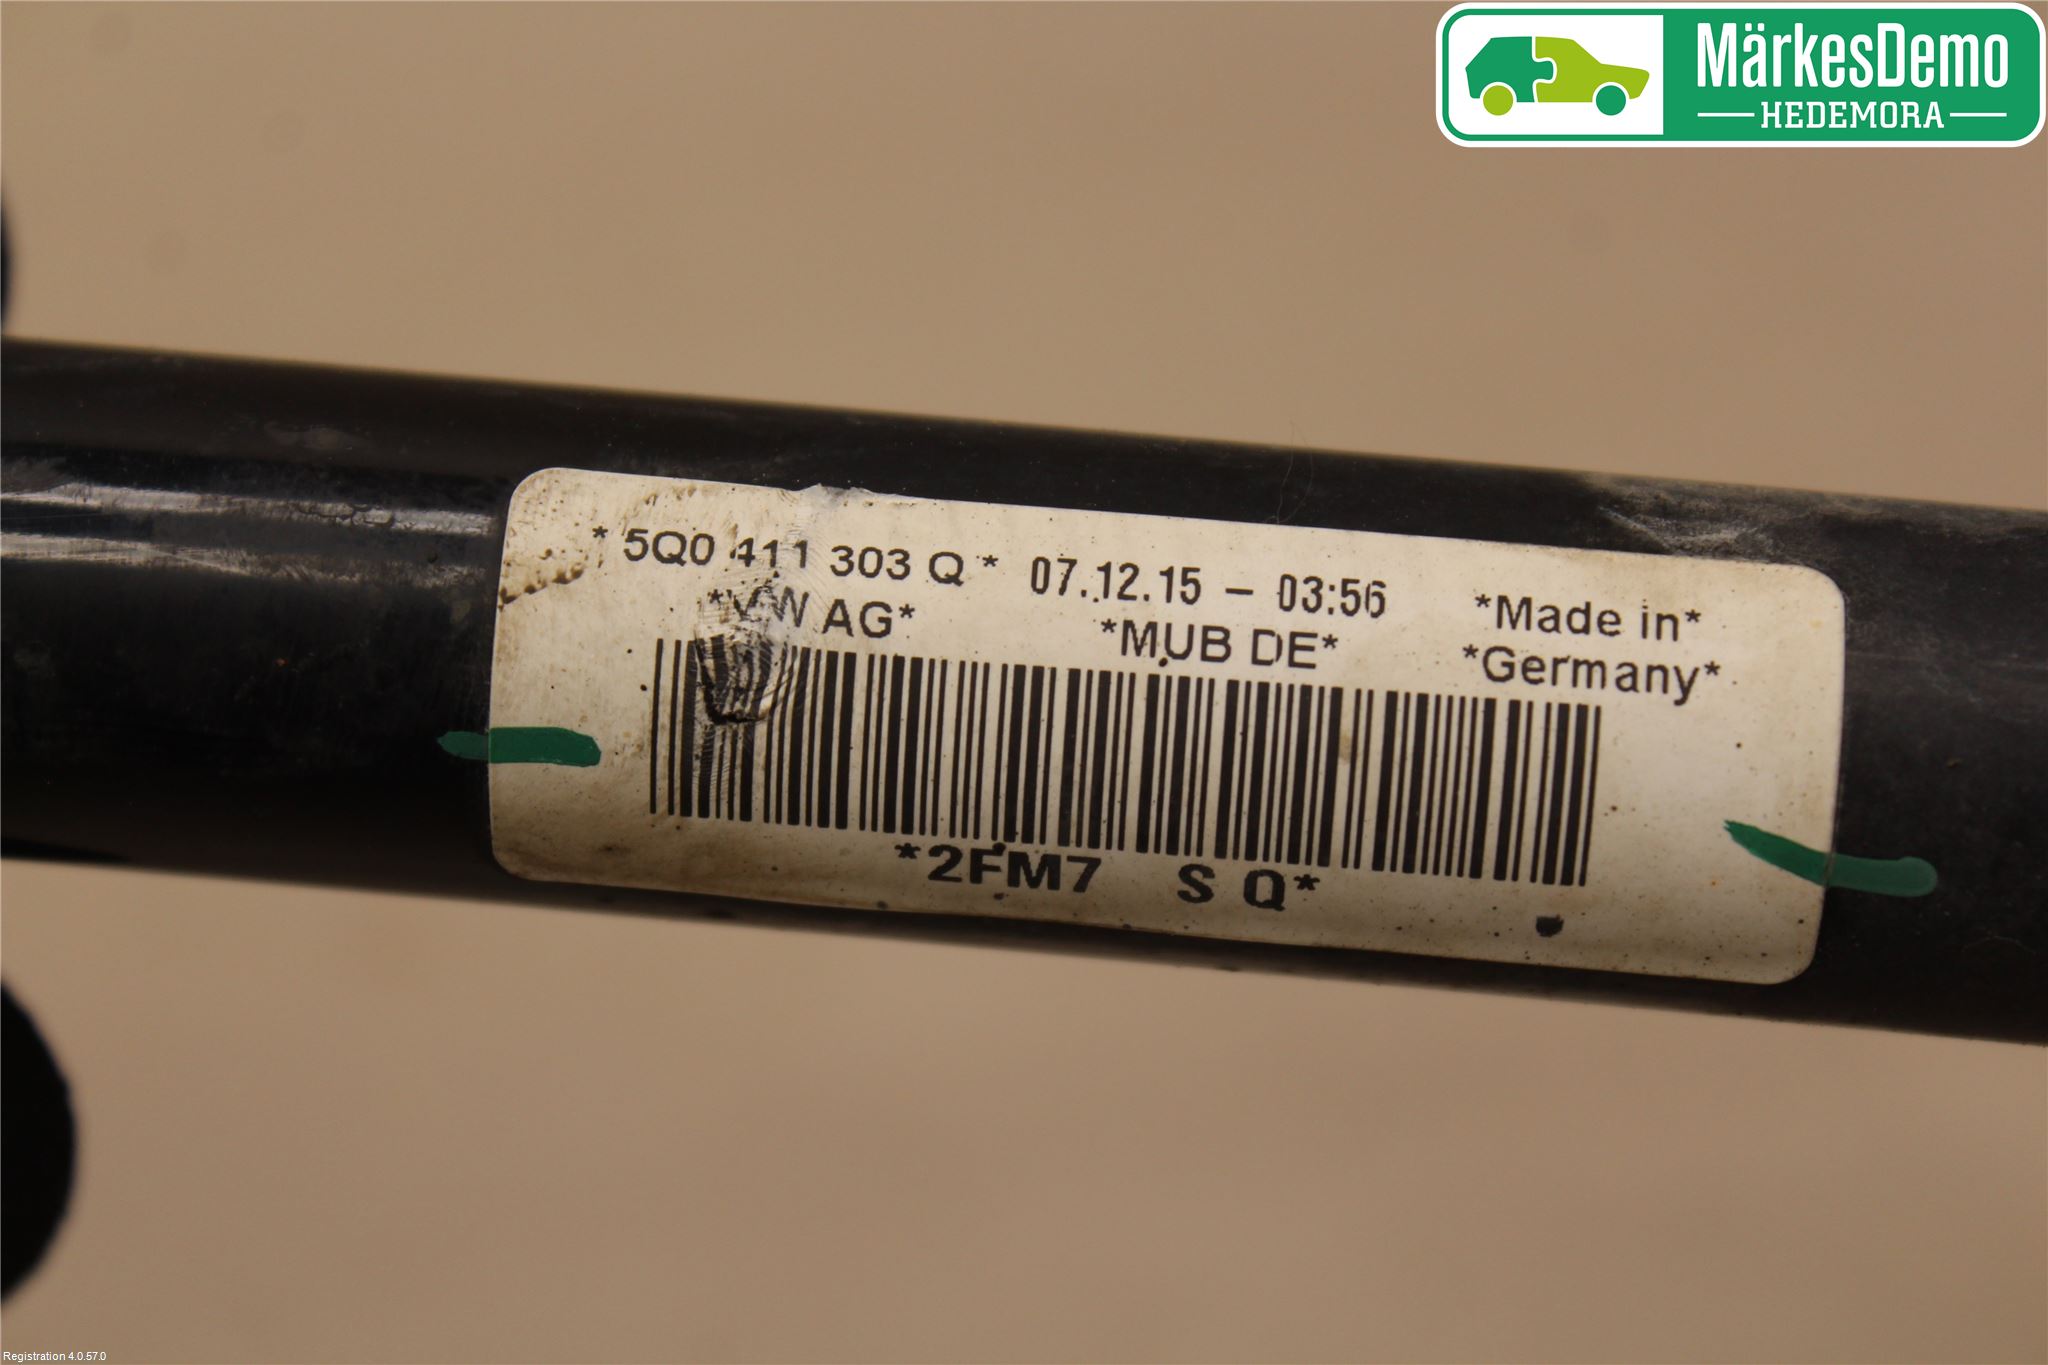 MärkesDemo
HEDEMORA
* 5Q0 411 303 Q * 07.12.15 – 03:56 *Made in*
*VW AG* *MUB DE* *Germany*
*2FM7 S Q*
Registration 4.0.57.0